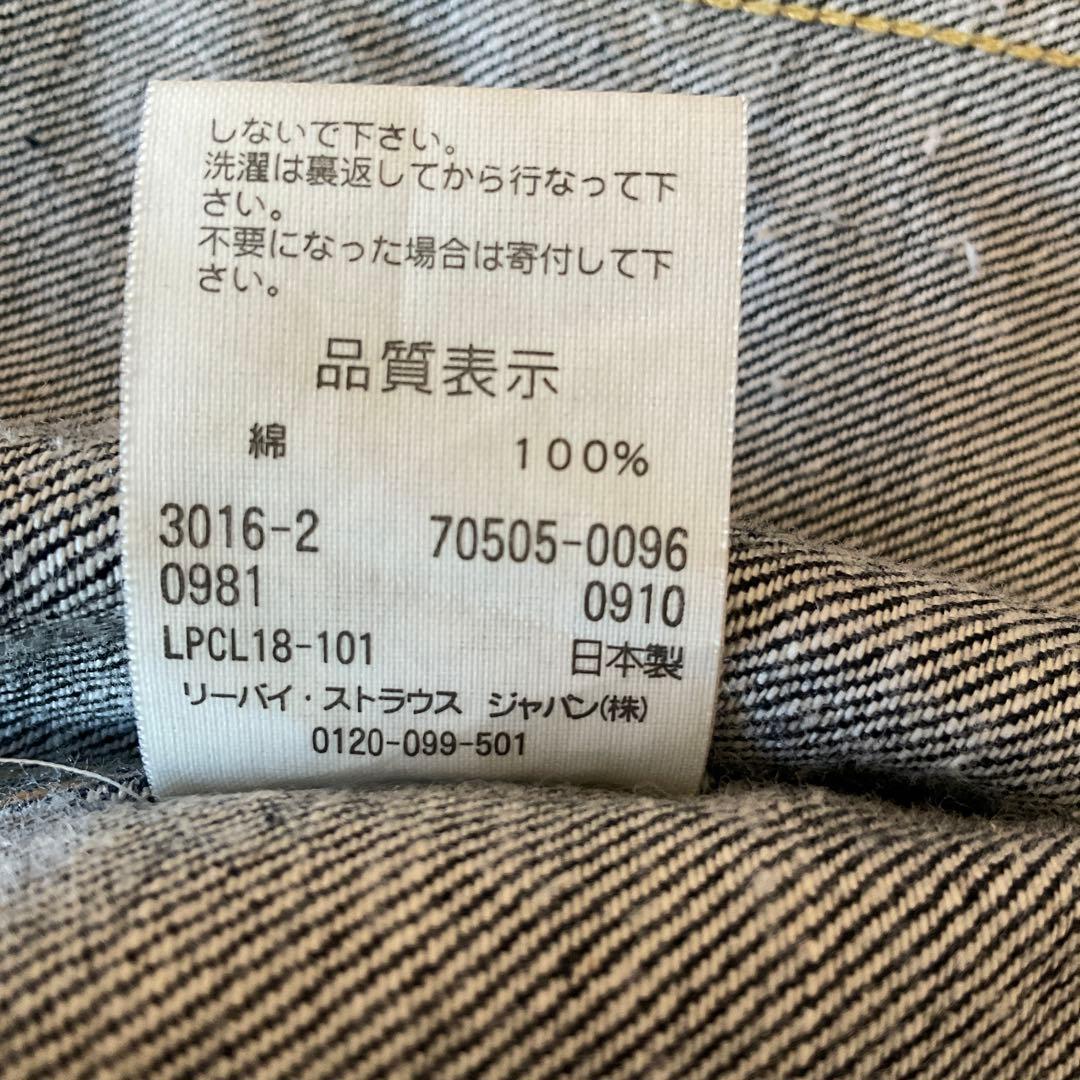 しないで下さい。
洗濯は裏返してから行なって下
さい。
不要になった場合は寄付して下
さい。
品質表示
綿 100%
3016-2 70505-0096
0981 0910
LPCL18-101 日本製
リーバイ・ストラウス ジャパン(株)
0120-099-501